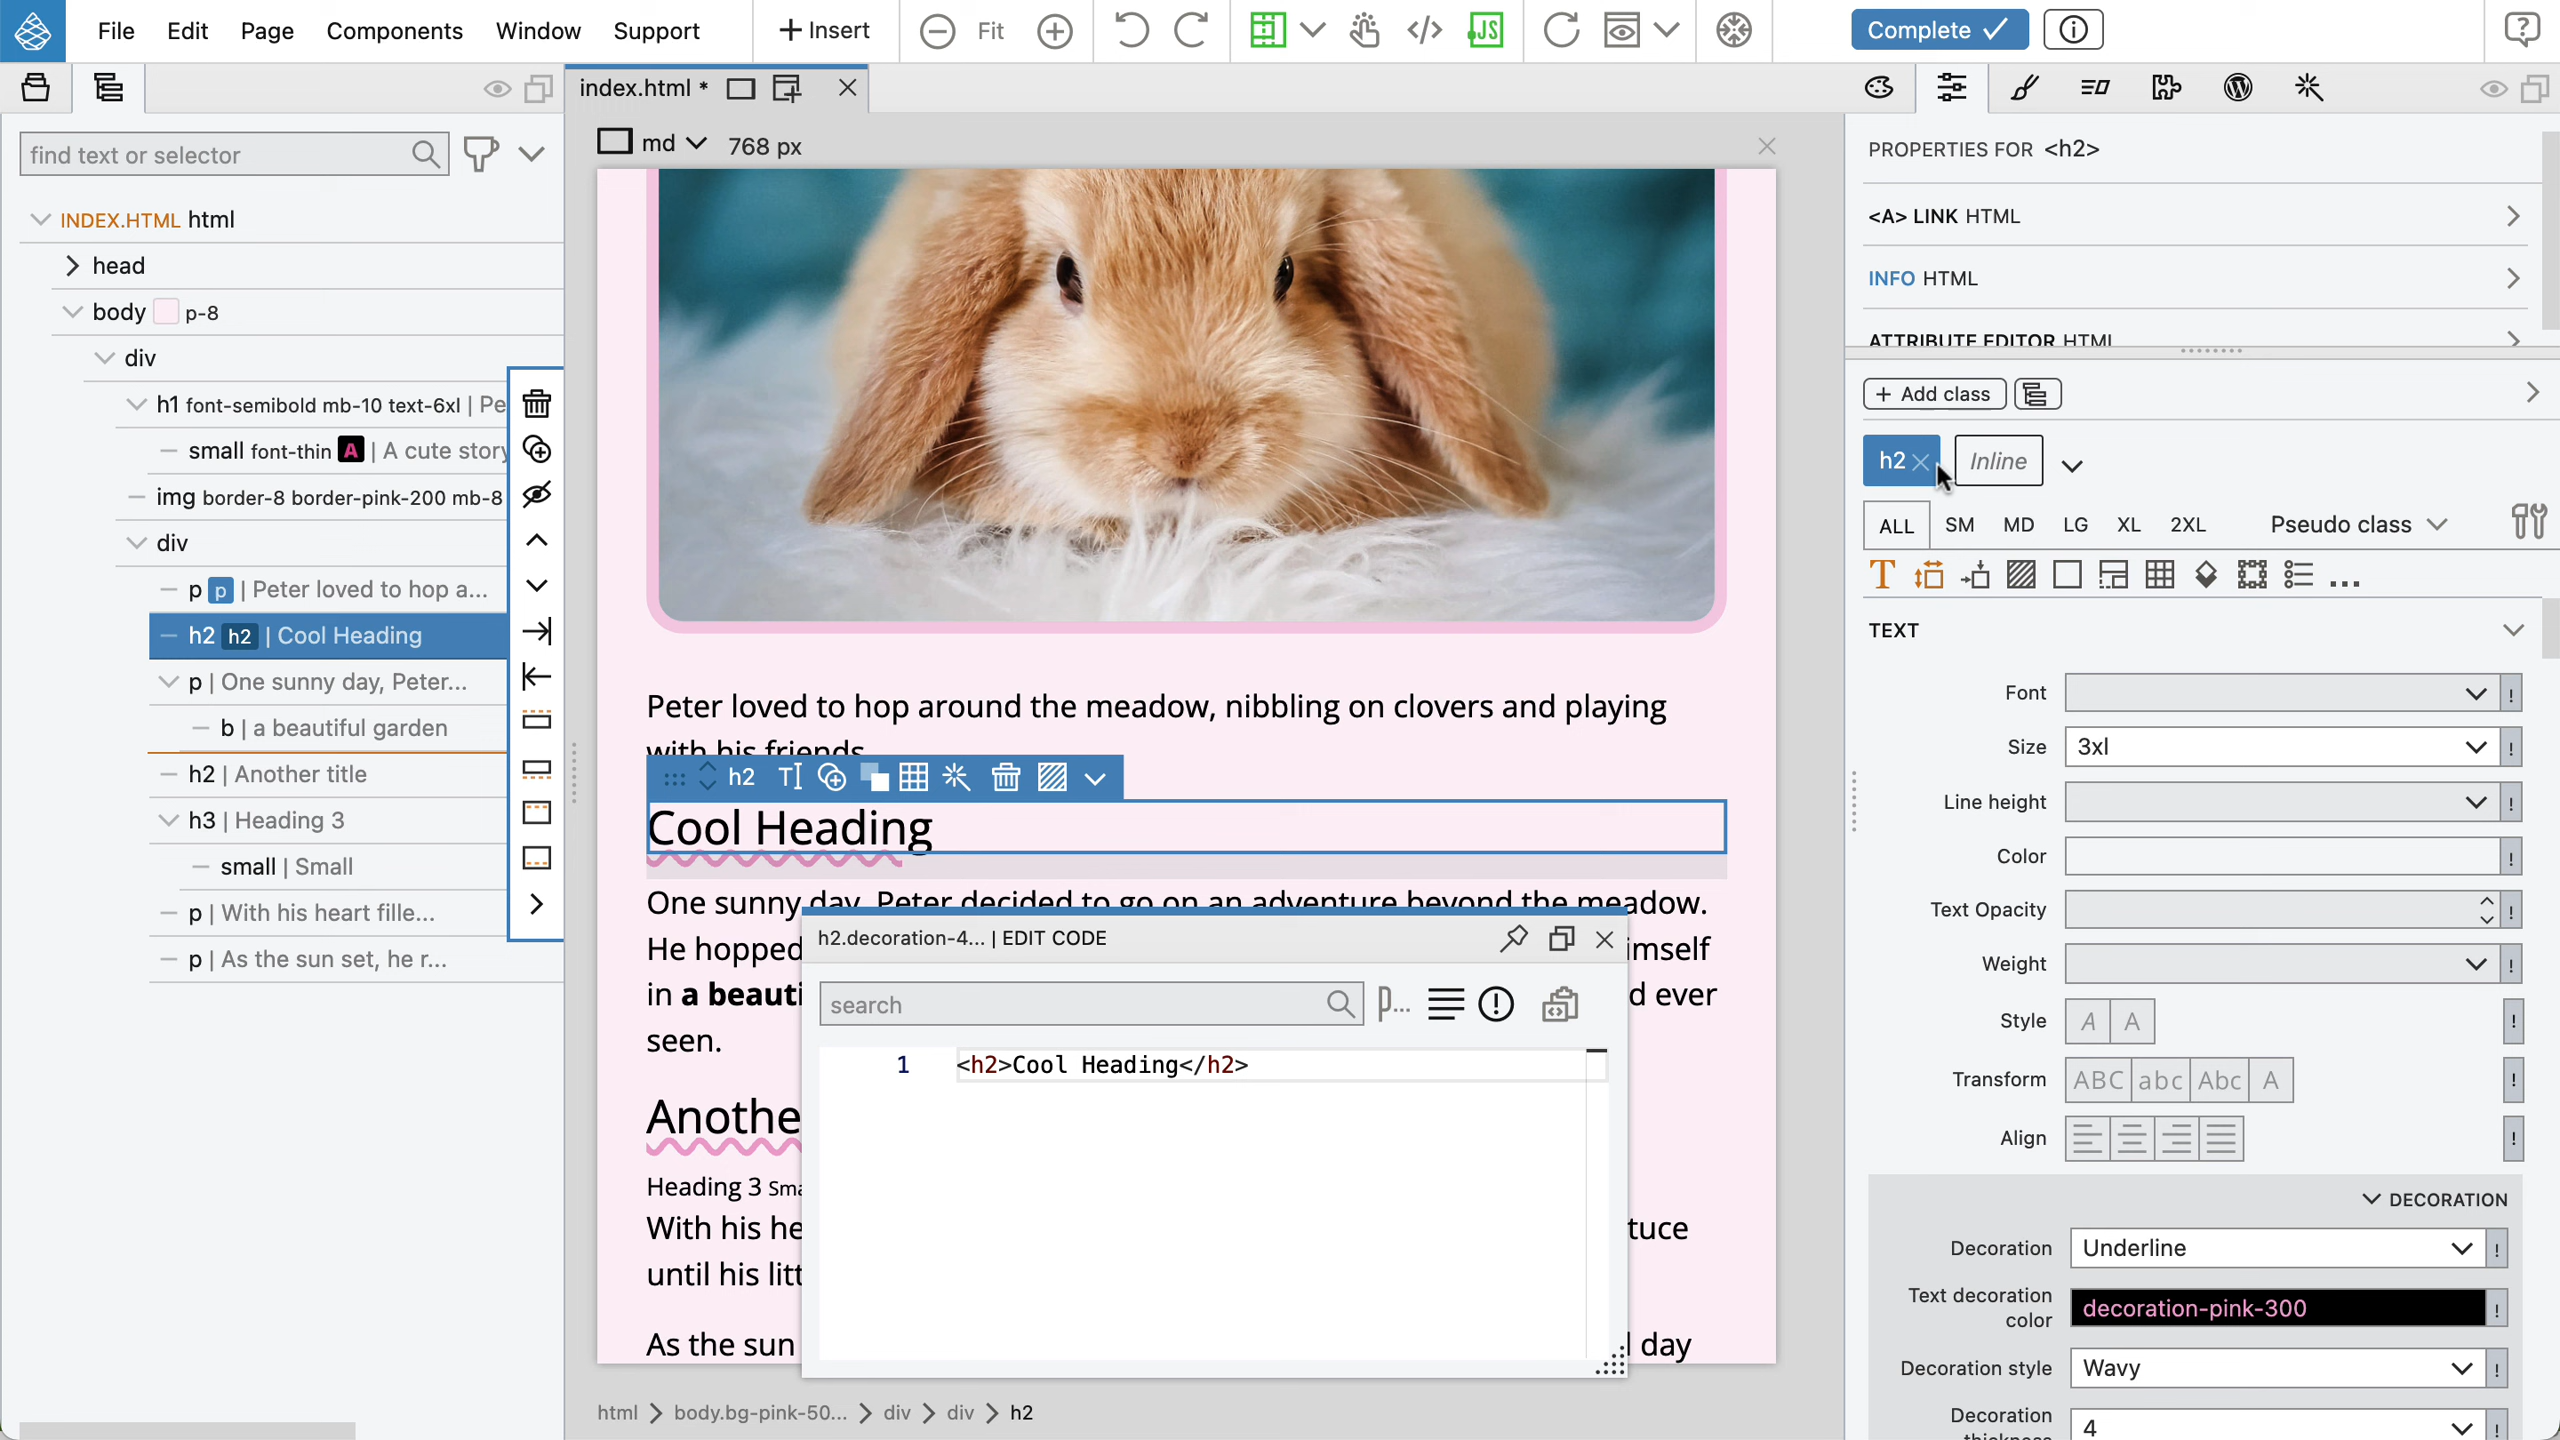 File Edit Page Components Window Support + Insert Fit JS Complete ✓
index.html *
find text or selector
md 768 px
INDEX.HTML html
head
body p-8
div
h1 font-semibold mb-10 text-6xl | Pe
small font-thin A | A cute story
img border-8 border-pink-200 mb-8
div
p p | Peter loved to hop a...
h2 h2 | Cool Heading
p | One sunny day, Peter...
b | a beautiful garden
h2 | Another title
h3 | Heading 3
small | Small
p | With his heart fille...
p | As the sun set, he r...
Peter loved to hop around the meadow, nibbling on clovers and playing
with his friends
h2
Cool Heading
One sunny day, Peter decided to go on an adventure beyond the meadow.
He hopped
imself
in a beauti
d ever
seen.
Anothe
Heading 3 Sma
With his he
tuce
until his litt
As the sun
l day
h2.decoration-4... | EDIT CODE
search
p...
1 <h2>Cool Heading</h2>
html > body.bg-pink-50... > div > div > h2
PROPERTIES FOR <h2>
<A> LINK HTML
INFO HTML
ATTRIBUTE EDITOR HTML
+ Add class
h2 Inline
ALL SM MD LG XL 2XL Pseudo class
TEXT
Font !
Size 3xl !
Line height !
Color !
Text Opacity !
Weight !
Style A A !
Transform ABC abc Abc A !
Align !
DECORATION
Decoration Underline !
Text decoration
color decoration-pink-300 !
Decoration style Wavy !
Decoration
thickness 4 !